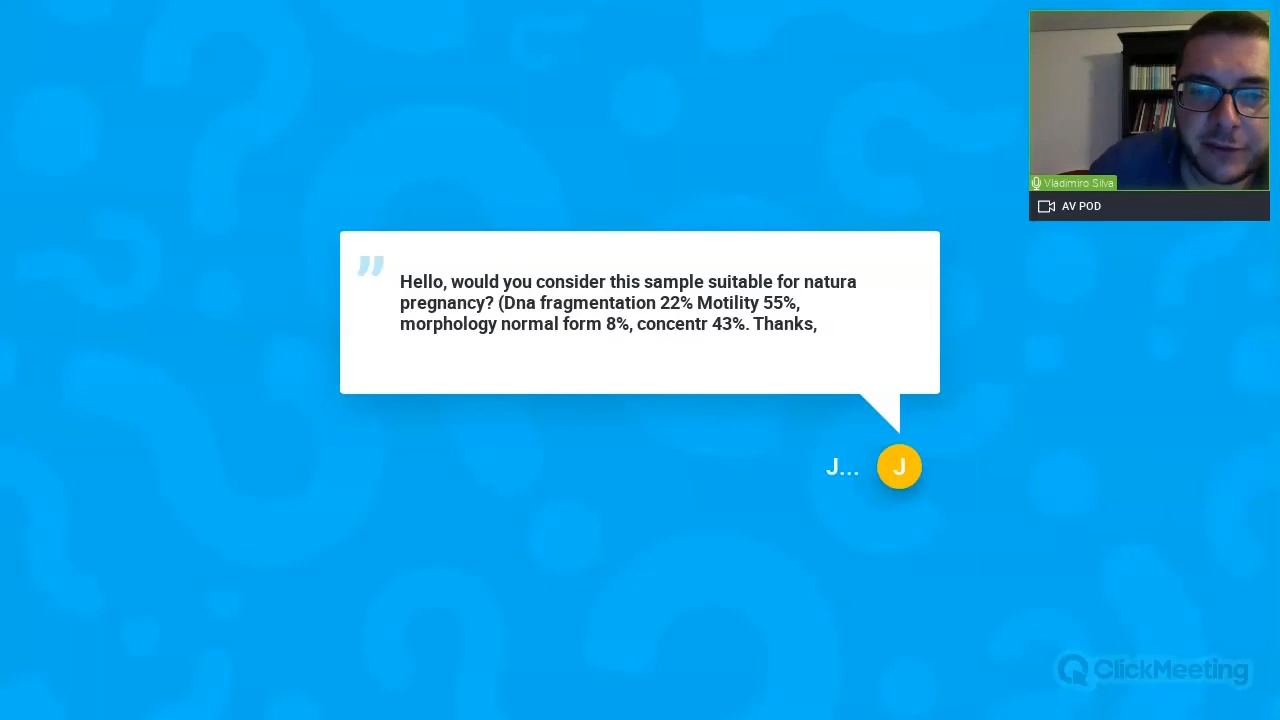 Vladimiro Silva
AV POD
”
Hello, would you consider this sample suitable for natura
pregnancy? (Dna fragmentation 22% Motility 55%,
morphology normal form 8%, concentr 43%. Thanks,
J...
J
ClickMeeting